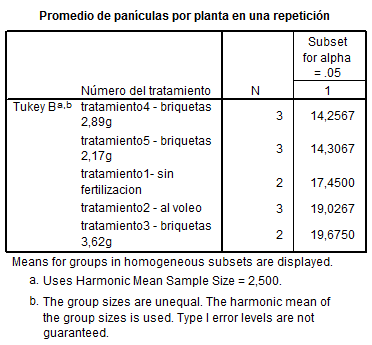 Promedio de panículas por planta en una repetición
Subset for alpha = .05
Número del tratamiento N 1
Tukey Ba,b tratamiento4 - briquetas 2,89g 3 14,2567
tratamiento5 - briquetas 2,17g 3 14,3067
tratamiento1- sin fertilizacion 2 17,4500
tratamiento2 - al voleo 3 19,0267
tratamiento3 - briquetas 3,62g 2 19,6750
Means for groups in homogeneous subsets are displayed.
a. Uses Harmonic Mean Sample Size = 2,500.
b. The group sizes are unequal. The harmonic mean of
the group sizes is used. Type I error levels are not
guaranteed.